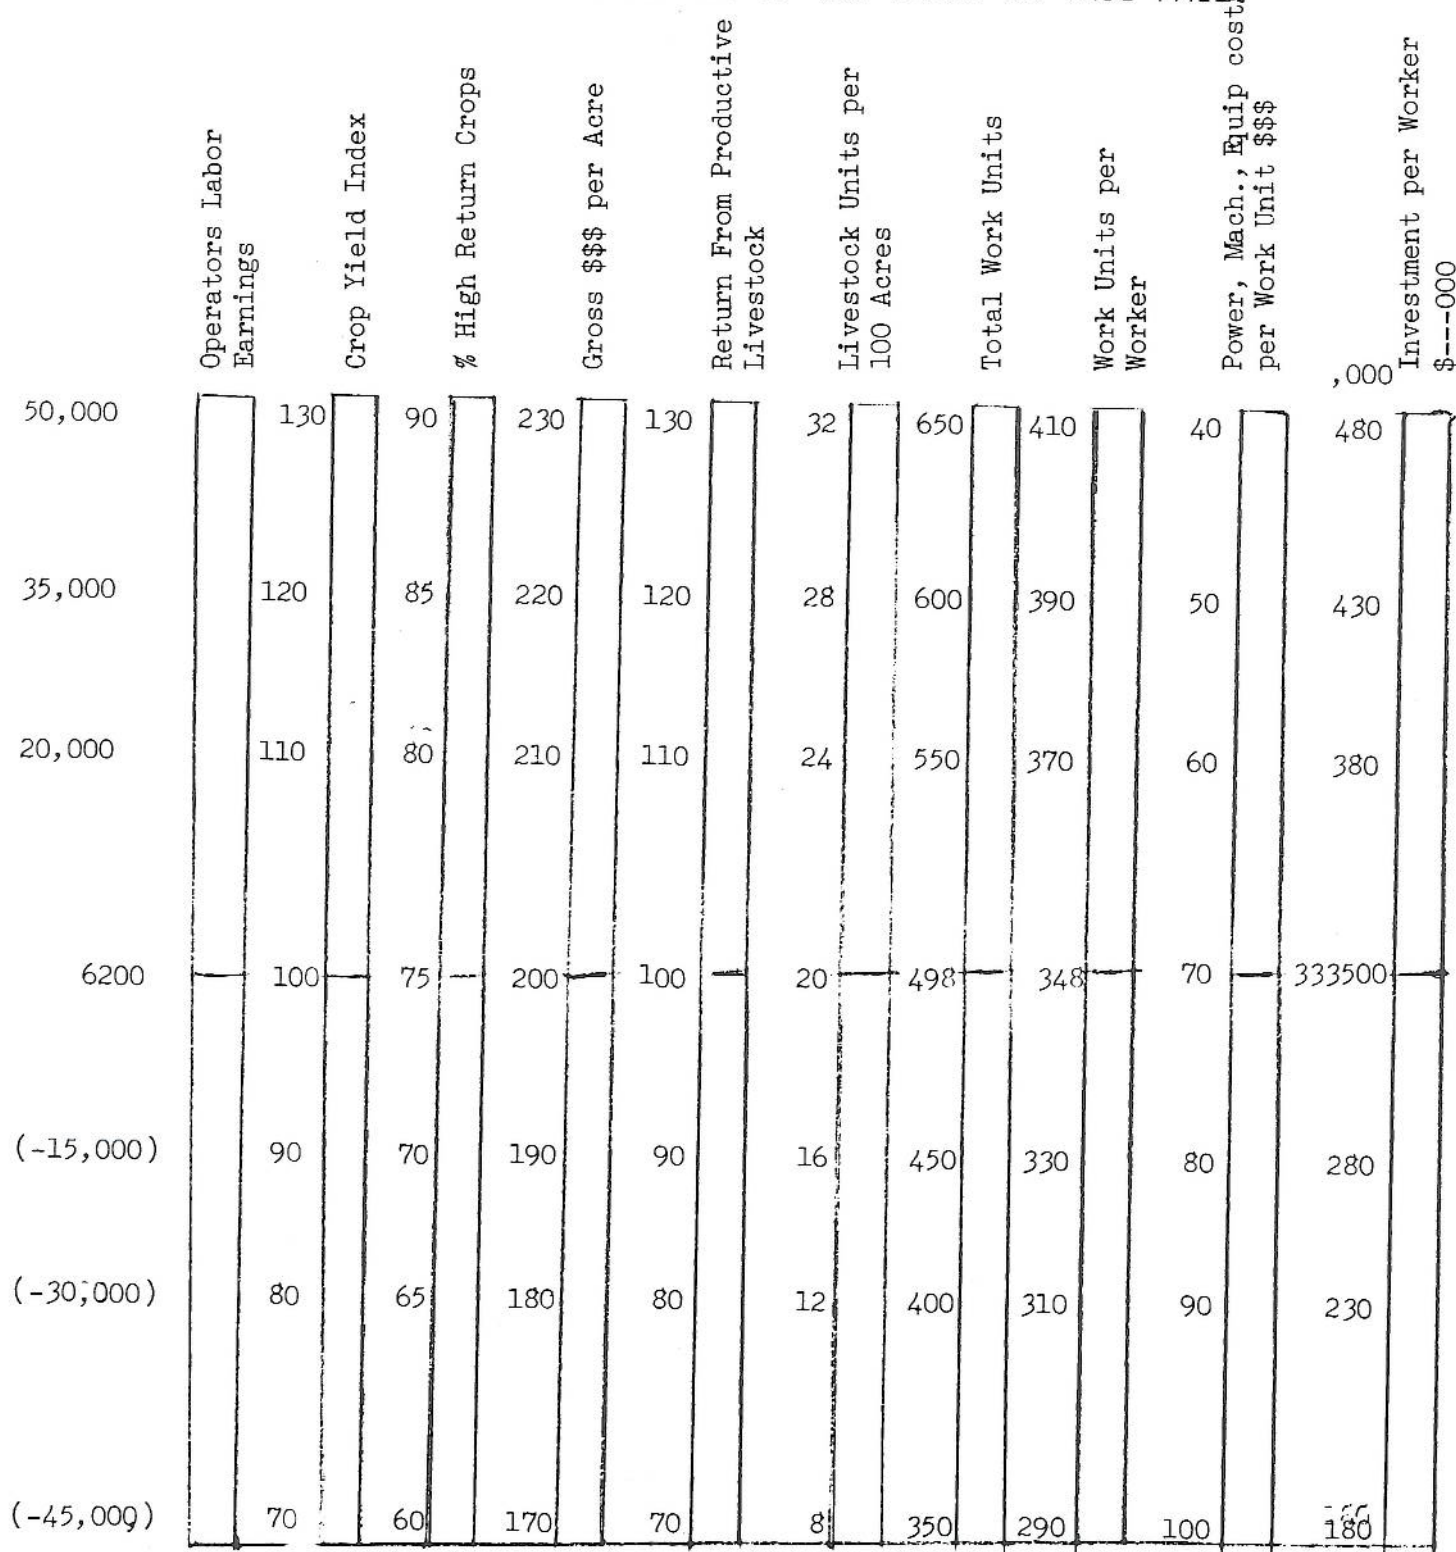 Operators Labor
Earnings
Crop Yield Index
% High Return Crops
Gross $$$ per Acre
Return From Productive
Livestock
Livestock Units per
100 Acres
Total Work Units
Work Units per
Worker
Power, Mach., Equip cost
per Work Unit $$$
Investment per Worker
$---000
,000
50,000 130 90 230 130 32 650 410 40 480
35,000 120 85 220 120 28 600 390 50 430
20,000 110 80 210 110 24 550 370 60 380
6200 100 75 200 100 20 498 348 70 333500
(-15,000) 90 70 190 90 16 450 330 80 280
(-30,000) 80 65 180 80 12 400 310 90 230
(-45,000) 70 60 170 70 8 350 290 100 180